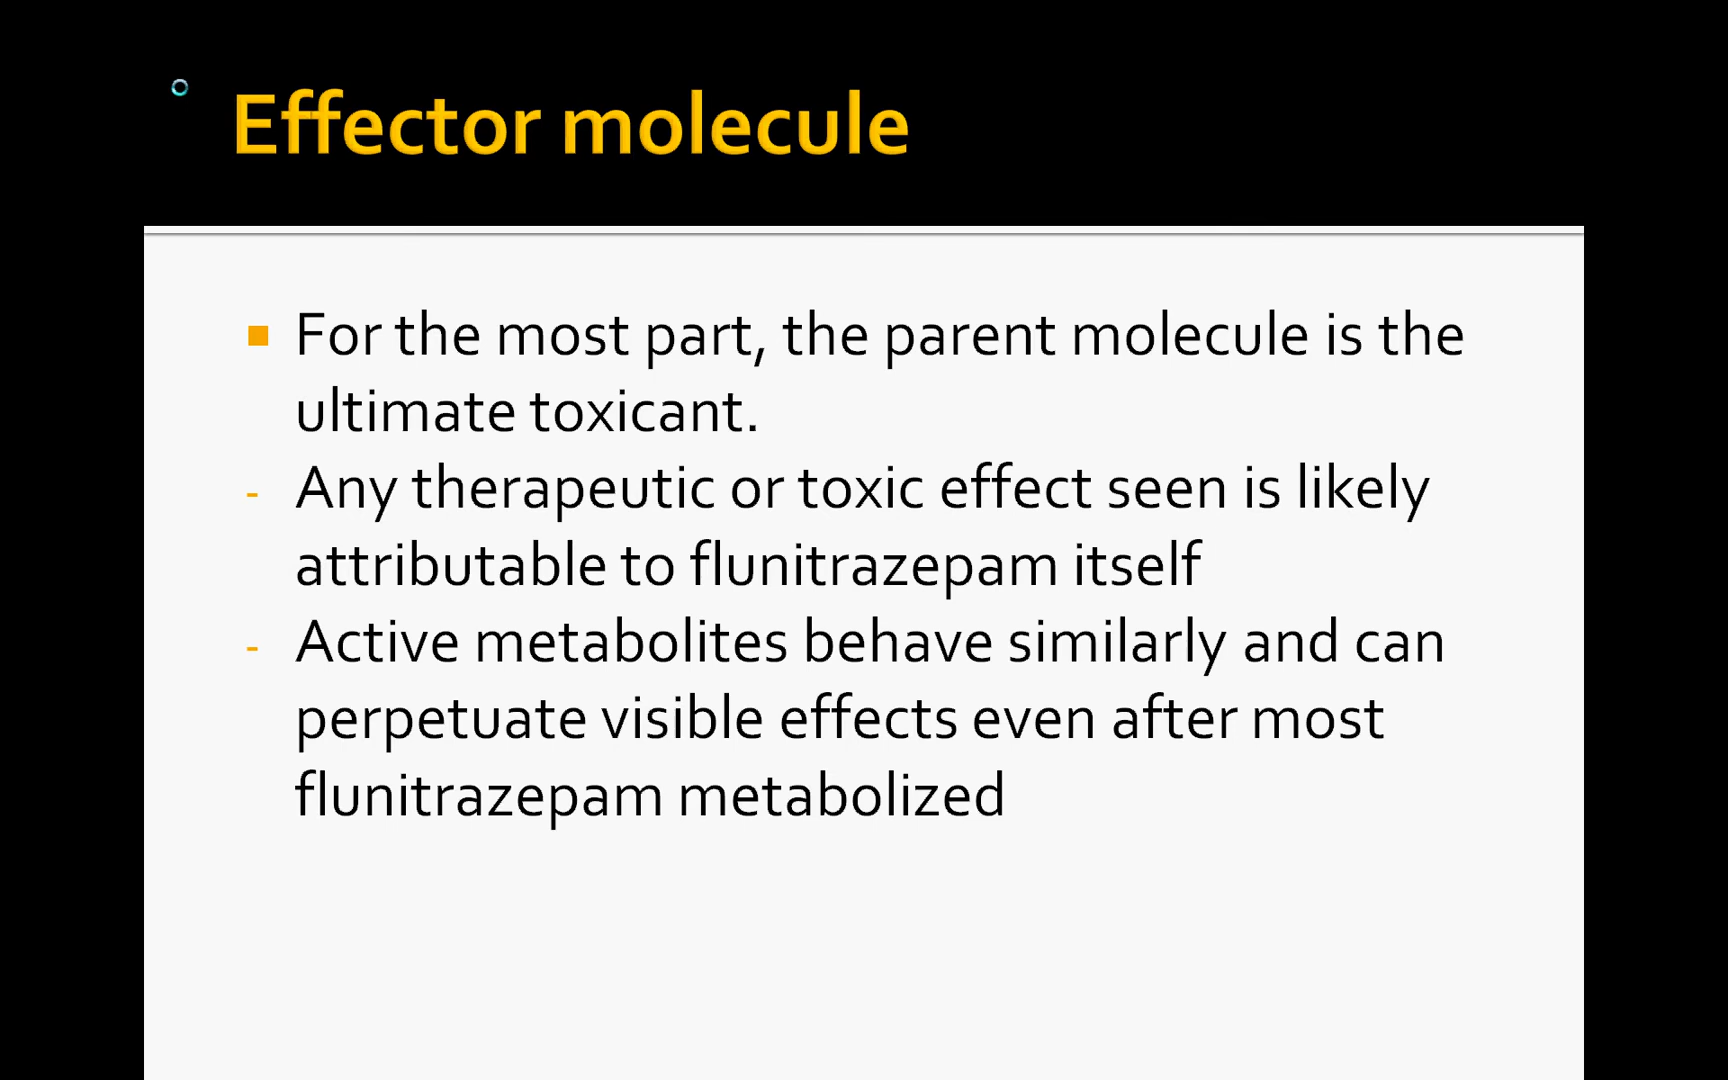 Effector molecule
For the most part, the parent molecule is the
ultimate toxicant.
- Any therapeutic or toxic effect seen is likely
attributable to flunitrazepam itself
- Active metabolites behave similarly and can
perpetuate visible effects even after most
flunitrazepam metabolized